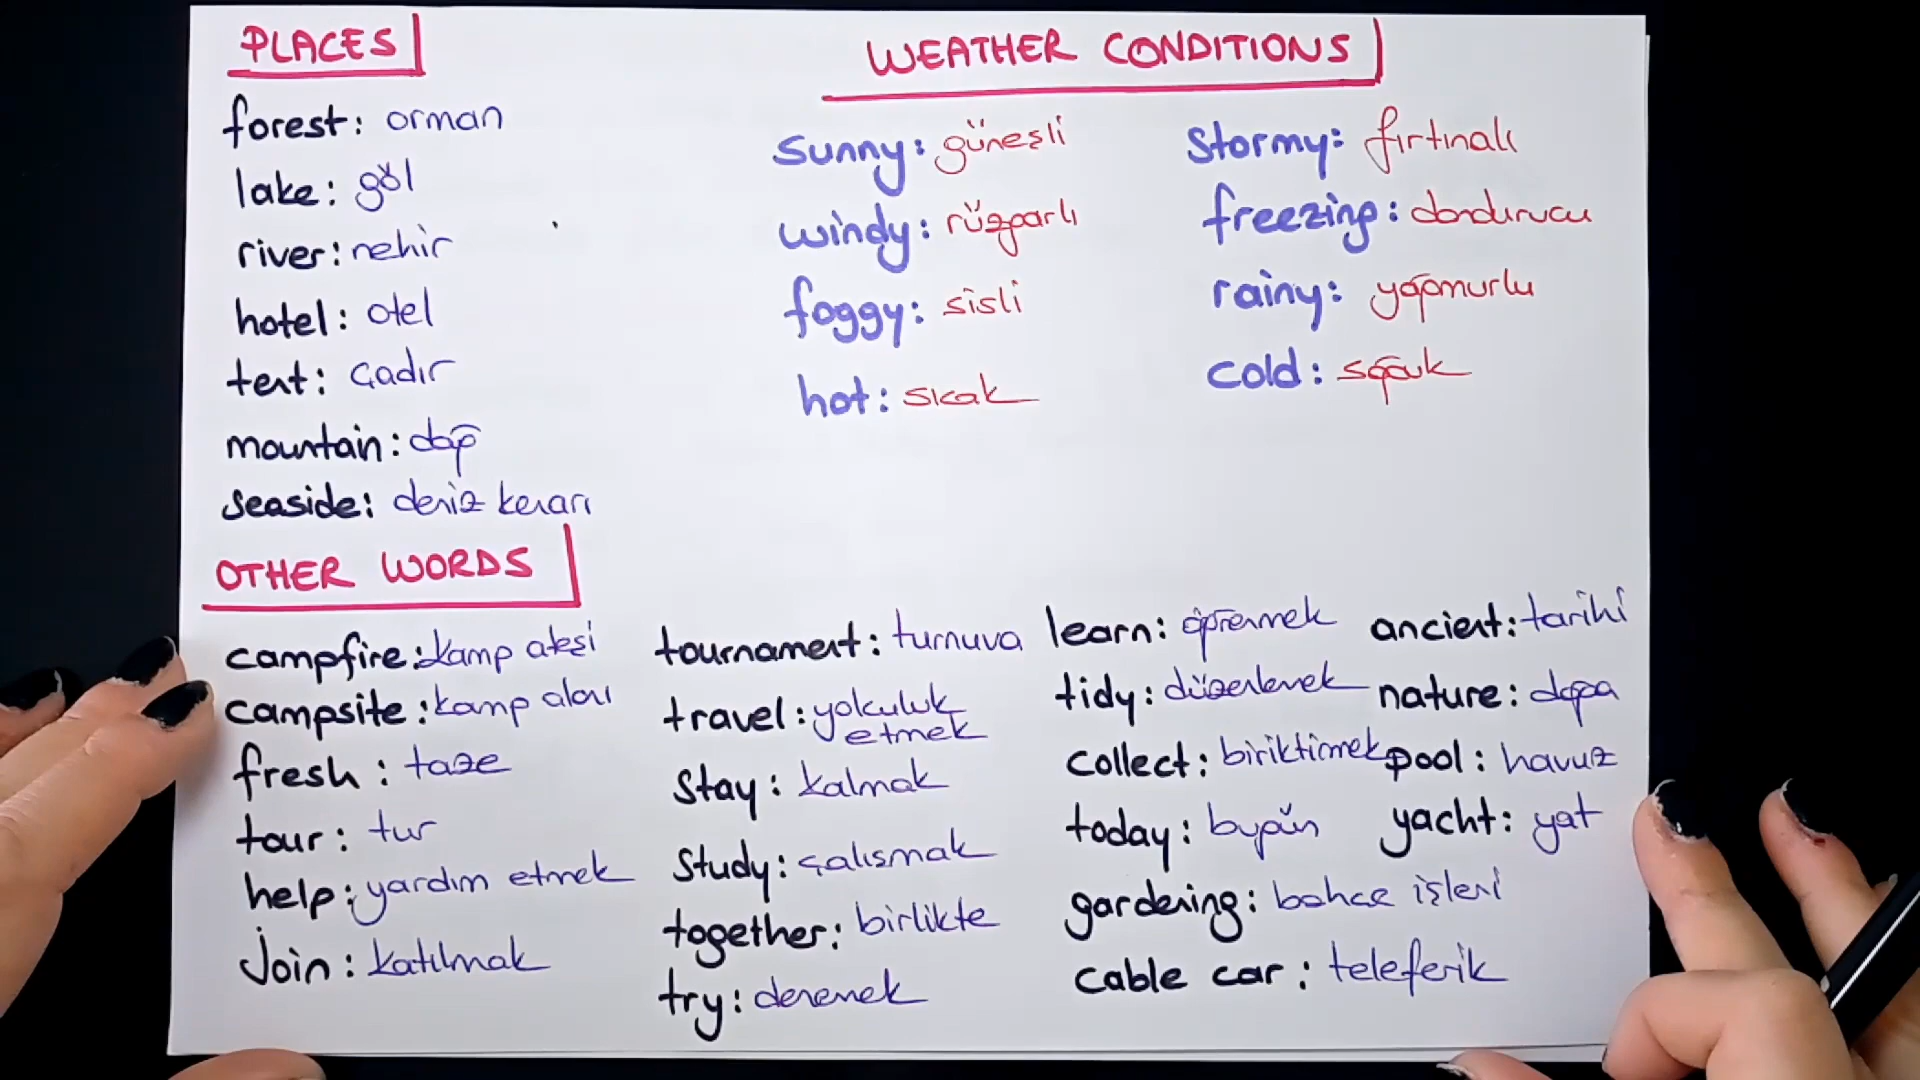 PLACES
forest: orman
lake: göl
river: nehir
hotel: otel
tent: çadır
mountain: dağ
seaside: deniz kenarı
WEATHER CONDITIONS
sunny: güneşli
windy: rüzgarlı
foggy: sisli
hot: sıcak
stormy: fırtınalı
freezing: dondurucu
rainy: yağmurlu
cold: soğuk
OTHER WORDS
campfire: kamp ateşi
campsite: kamp alanı
fresh: taze
tour: tur
help: yardım etmek
join: katılmak
tournament: turnuva
travel: yolculuk
etmek
stay: kalmak
study: çalışmak
together: birlikte
try: denemek
learn: öğrenmek
tidy: düzenlemek
collect: biriktirmek
today: bugün
gardening: bahçe işleri
cable car: teleferik
ancient: tarihi
nature: doğa
pool: havuz
yacht: yat